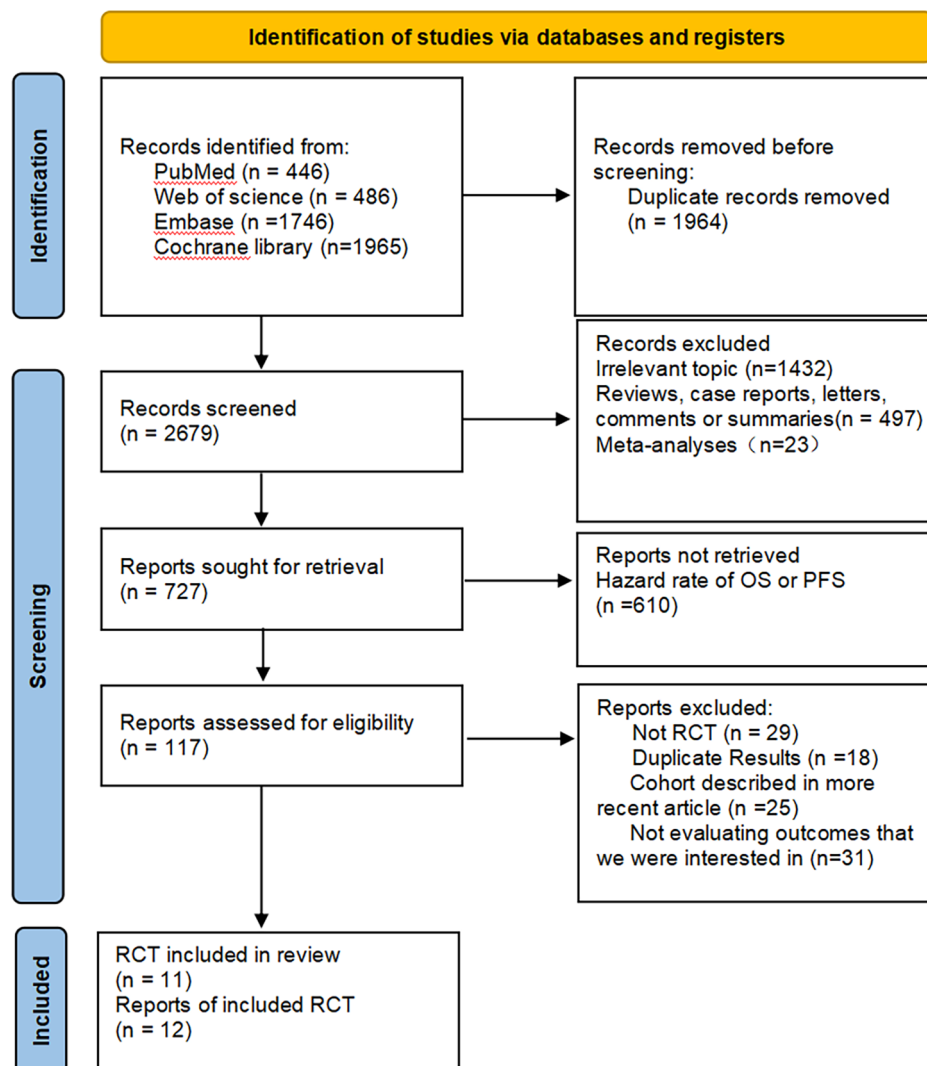 Identification of studies via databases and registers
Identification
Records identified from:
PubMed (n = 446)
Web of science (n = 486)
Embase (n =1746)
Cochrane library (n=1965)
Records removed before
screening:
Duplicate records removed
(n = 1964)
Screening
Records screened
(n = 2679)
Records excluded
Irrelevant topic (n=1432)
Reviews, case reports, letters,
comments or summaries(n = 497)
Meta-analyses（n=23）
Reports sought for retrieval
(n = 727)
Reports not retrieved
Hazard rate of OS or PFS
(n =610)
Reports assessed for eligibility
(n = 117)
Reports excluded:
Not RCT (n = 29)
Duplicate Results (n =18)
Cohort described in more
recent article (n =25)
Not evaluating outcomes that
we were interested in (n=31)
Included
RCT included in review
(n = 11)
Reports of included RCT
(n = 12)